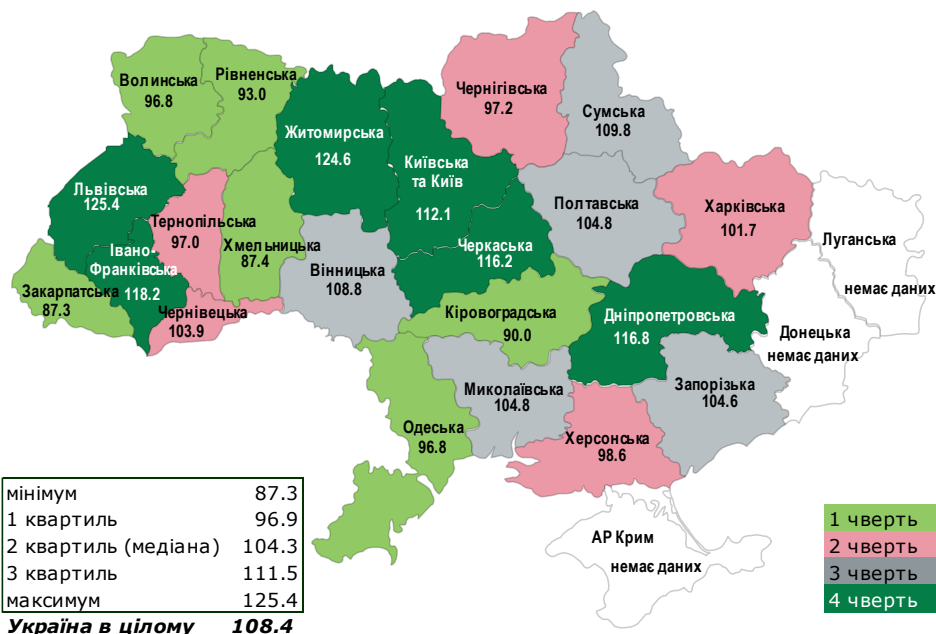 Волинська
96.8
Рівненська
93.0
Житомирська
124.6
Київська
та Київ
112.1
Чернігівська
97.2
Сумська
109.8
Львівська
125.4
Тернопільська
97.0
Хмельницька
87.4
Вінницька
108.8
Черкаська
116.2
Полтавська
104.8
Харківська
101.7
Луганська
немає даних
Івано-
Франківська
118.2
Закарпатська
87.3
Чернівецька
103.9
Кіровоградська
90.0
Дніпропетровська
116.8
Донецька
немає даних
Одеська
96.8
Миколаївська
104.8
Херсонська
98.6
Запорізька
104.6
АР Крим
немає даних
мінімум 87.3
1 квартиль 96.9
2 квартиль (медіана) 104.3
3 квартиль 111.5
максимум 125.4
Україна в цілому 108.4
1 чверть
2 чверть
3 чверть
4 чверть